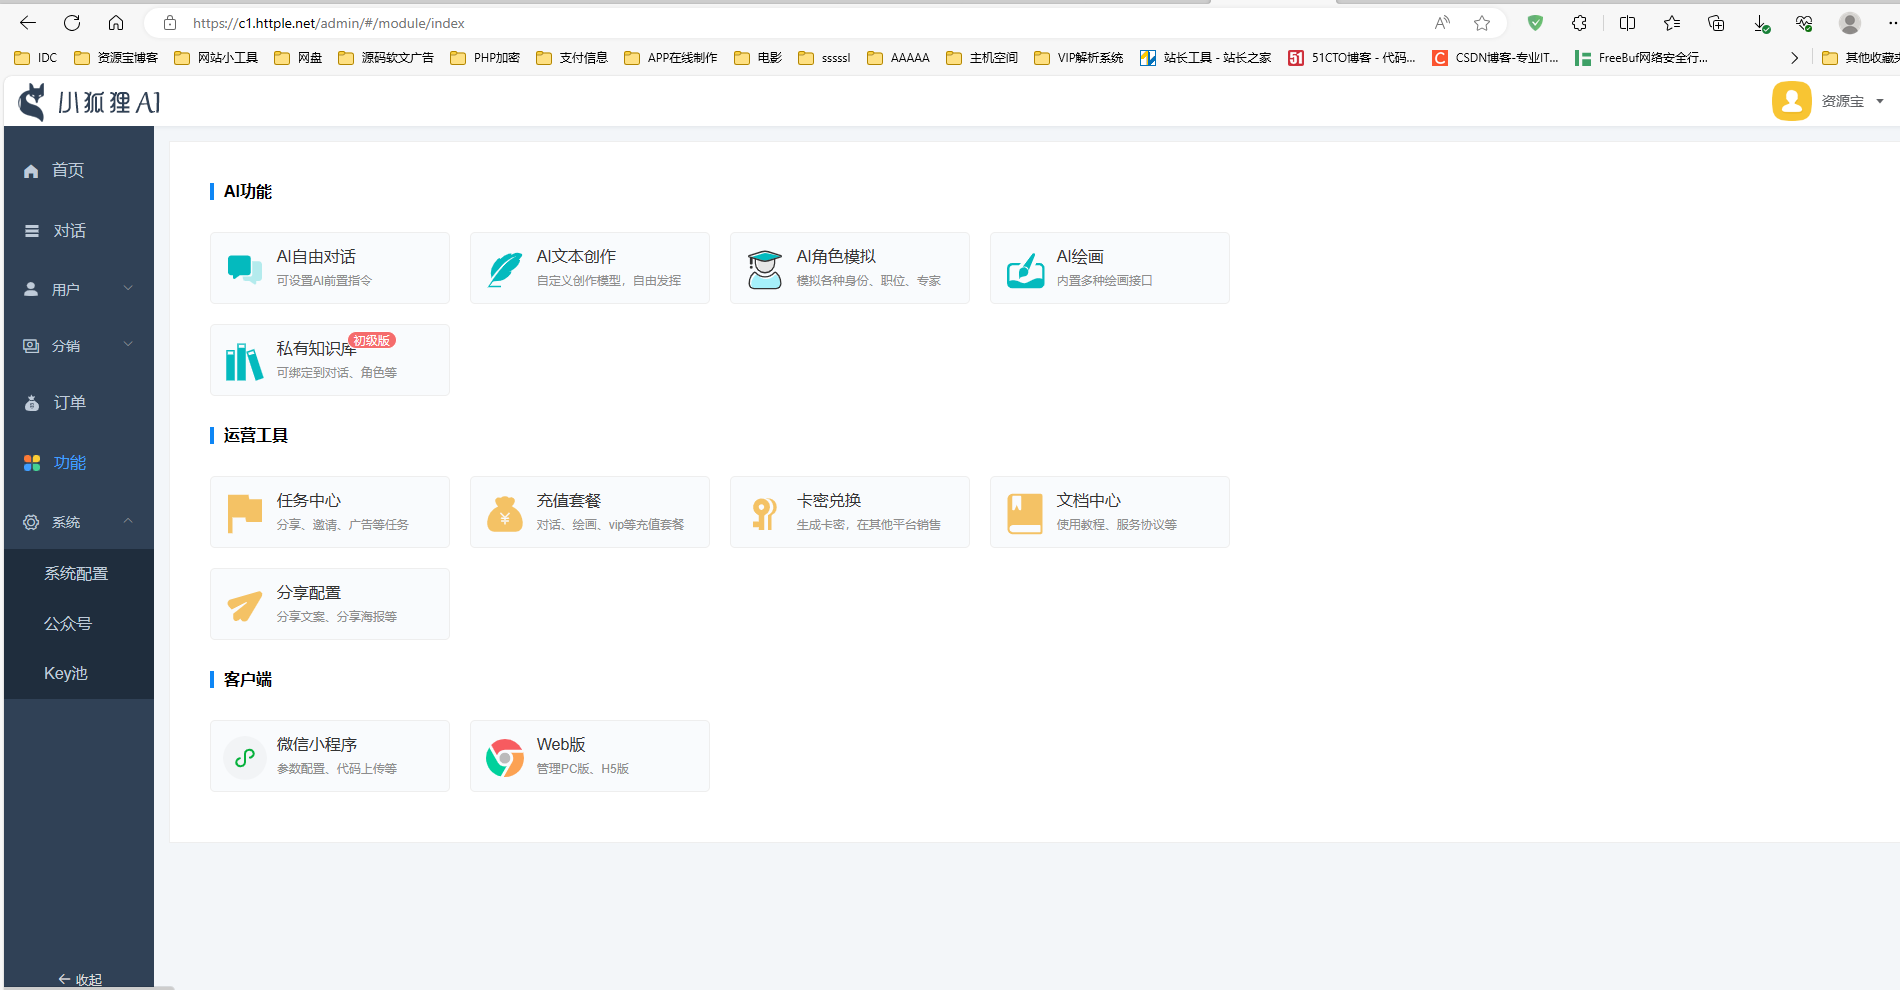 https://c1.httple.net/admin/#/module/index
IDC 资源宝博客 网站小工具 网盘 源码软文广告 PHP加密 支付信息 APP在线制作 电影 sssssl AAAAA 主机空间 VIP解析系统 站长工具 - 站长之家 51CTO博客 - 代码... CSDN博客-专业IT... FreeBuf网络安全行... 其他收藏夹
小狐狸AI
资源宝
首页
对话
用户
分销
订单
功能
系统
系统配置
公众号
Key池
收起
AI功能
AI自由对话
可设置AI前置指令
AI文本创作
自定义创作模型，自由发挥
AI角色模拟
模拟各种身份、职位、专家
AI绘画
内置多种绘画接口
私有知识库
初级版
可绑定到对话、角色等
运营工具
任务中心
分享、邀请、广告等任务
充值套餐
对话、绘画、vip等充值套餐
卡密兑换
生成卡密，在其他平台销售
文档中心
使用教程、服务协议等
分享配置
分享文案、分享海报等
客户端
微信小程序
参数配置、代码上传等
Web版
管理PC版、H5版